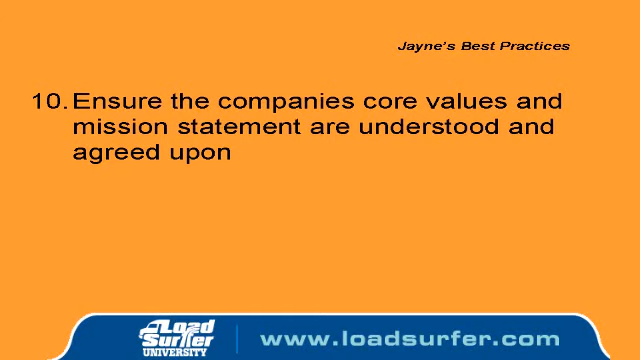 Jayne's Best Practices
10. Ensure the companies core values and
mission statement are understood and
agreed upon
Load
Surfer
UNIVERSITY
www.loadsurfer.com